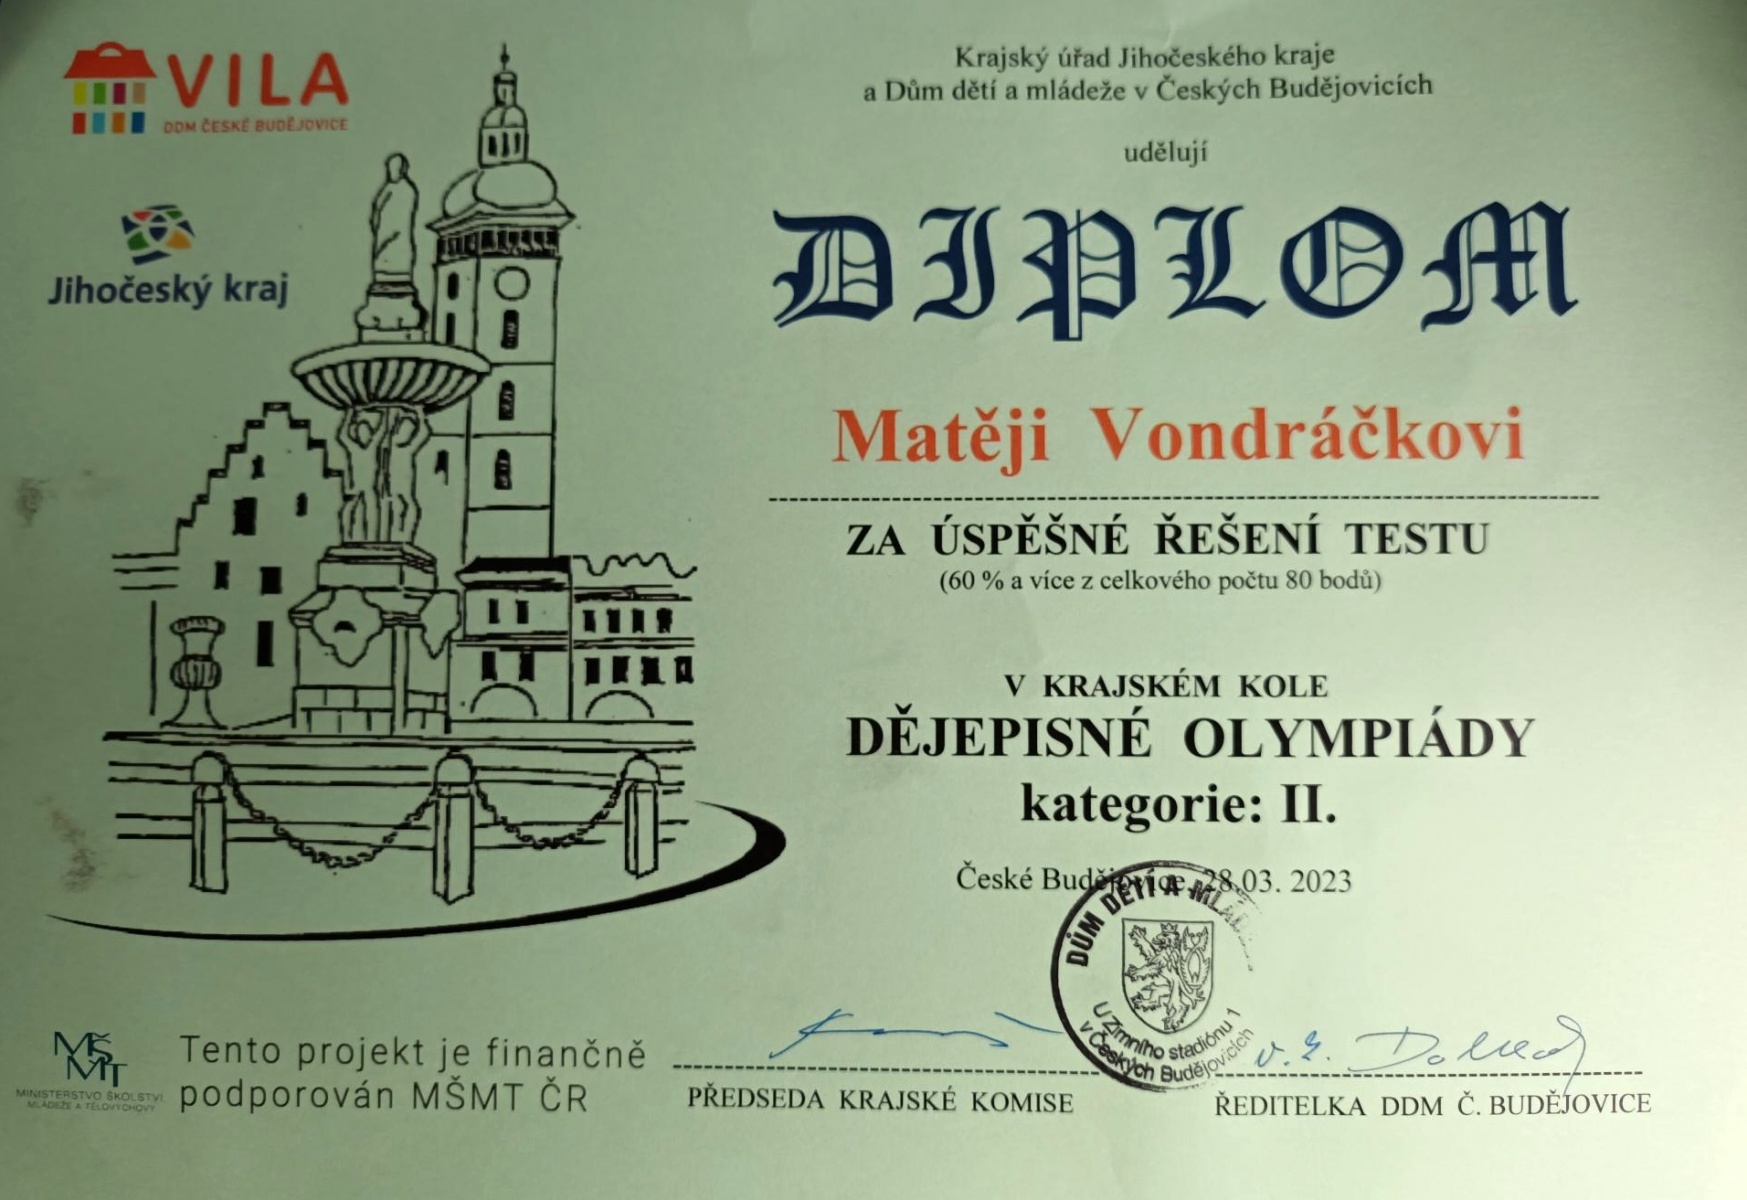 VILA
DDM ČESKÉ BUDĚJOVICE
Jihočeský kraj
Krajský úřad Jihočeského kraje
a Dům dětí a mládeže v Českých Budějovicích
udělují
DIPLOM
Matěji Vondráčkovi
ZA ÚSPĚŠNÉ ŘEŠENÍ TESTU
(60 % a více z celkového počtu 80 bodů)
V KRAJSKÉM KOLE
DĚJEPISNÉ OLYMPIÁDY
kategorie: II.
České Budějovice, 28.03. 2023
DŮM DĚTÍ A
U Zimního stadiónu 1
v Českých Budějovicích
MŠMT
MINISTERSTVO ŠKOLSTVÍ,
MLÁDEŽE A TĚLOVÝCHOVY
Tento projekt je finančně
podporován MŠMT ČR
PŘEDSEDA KRAJSKÉ KOMISE
ŘEDITELKA DDM Č. BUDĚJOVICE